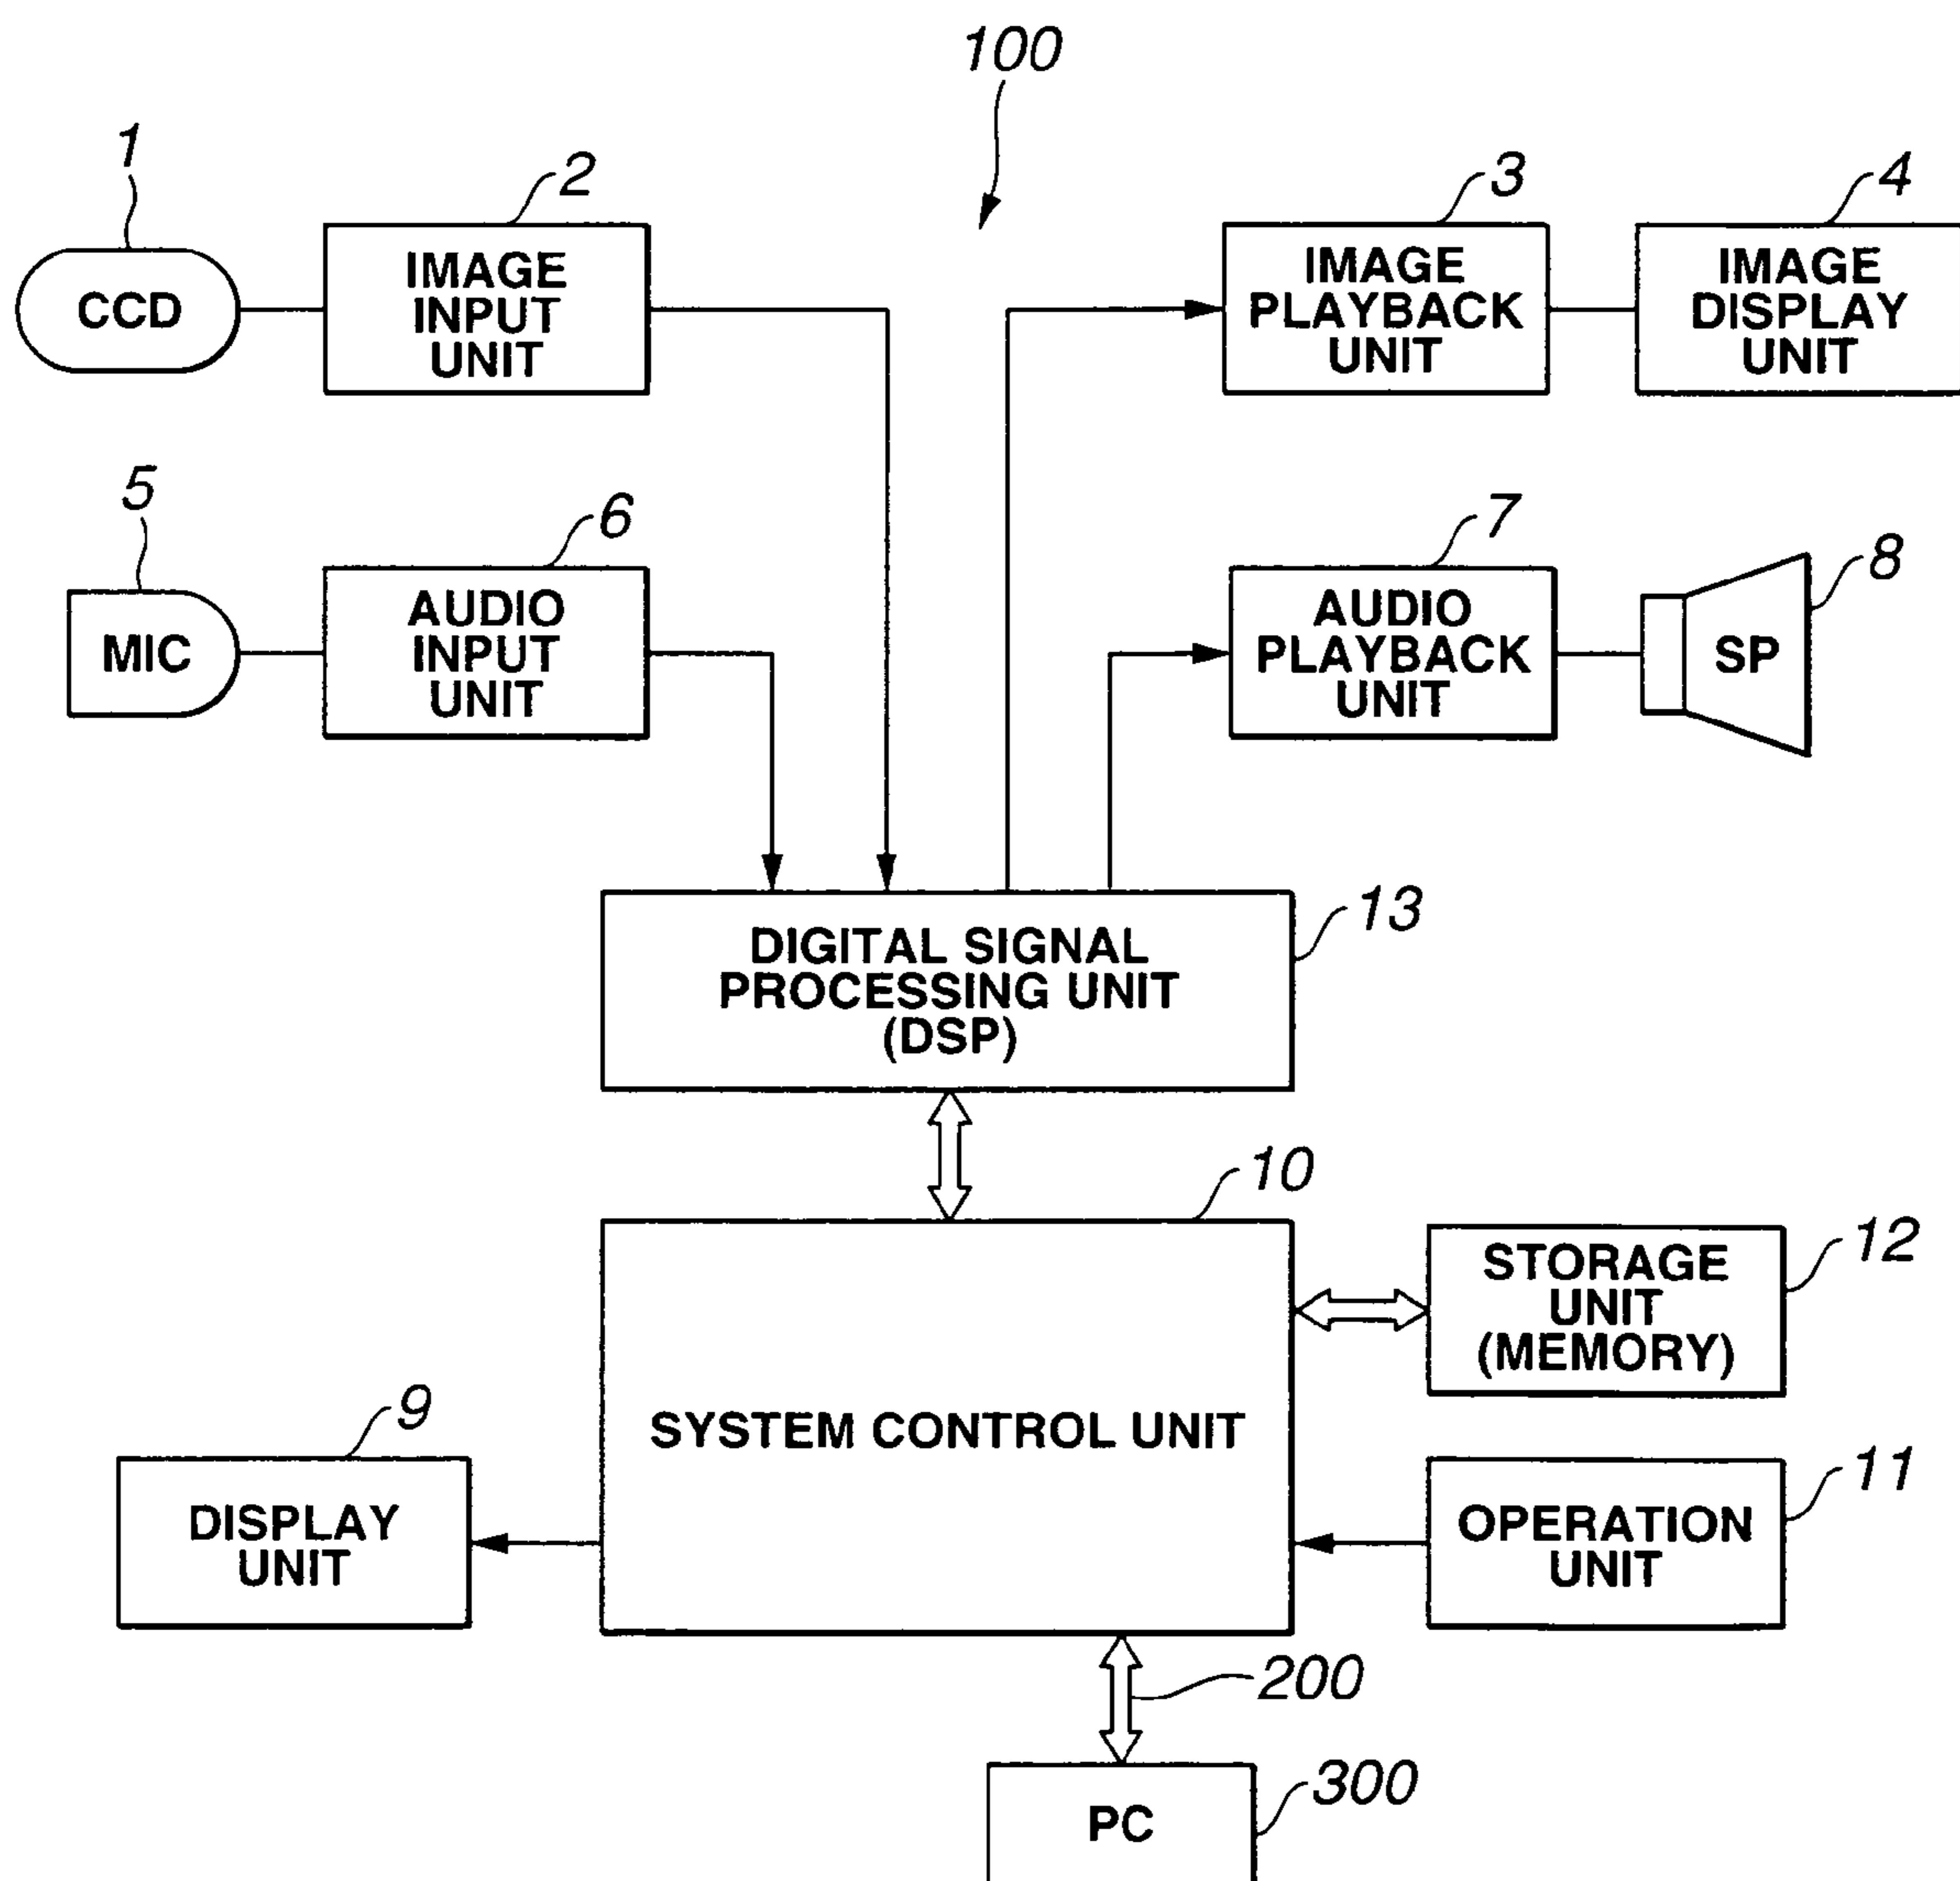 100
1
2
3
4
CCD
IMAGE
INPUT
UNIT
IMAGE
PLAYBACK
UNIT
IMAGE
DISPLAY
UNIT
5
6
7
8
MIC
AUDIO
INPUT
UNIT
AUDIO
PLAYBACK
UNIT
SP
13
DIGITAL SIGNAL
PROCESSING UNIT
(DSP)
10
12
STORAGE
UNIT
(MEMORY)
SYSTEM CONTROL UNIT
9
11
DISPLAY
UNIT
OPERATION
UNIT
200
300
PC